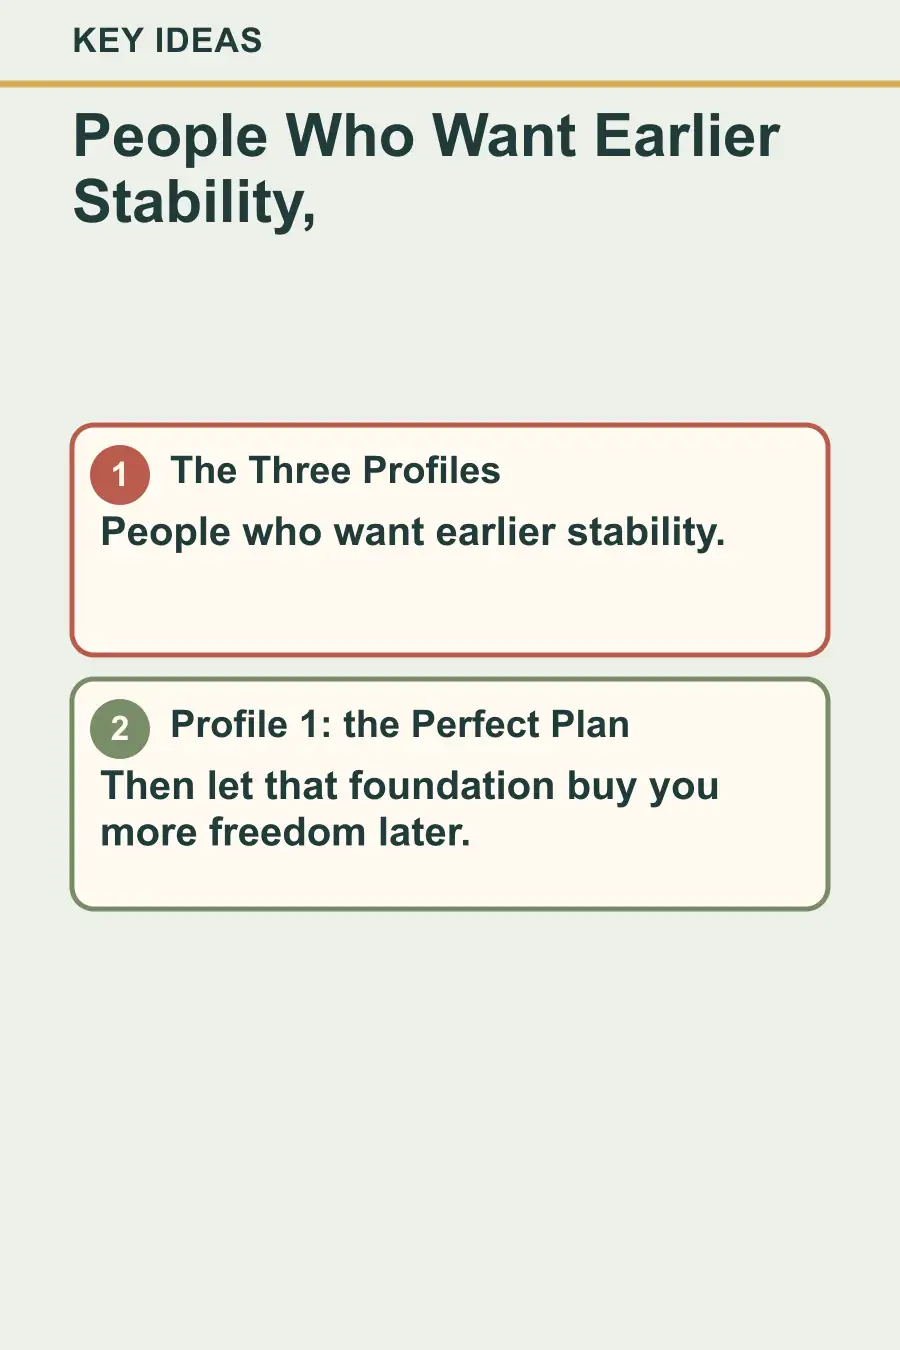 KEY IDEAS
People Who Want Earlier
Stability,
1 The Three Profiles
People who want earlier stability.
2 Profile 1: the Perfect Plan
Then let that foundation buy you
more freedom later.